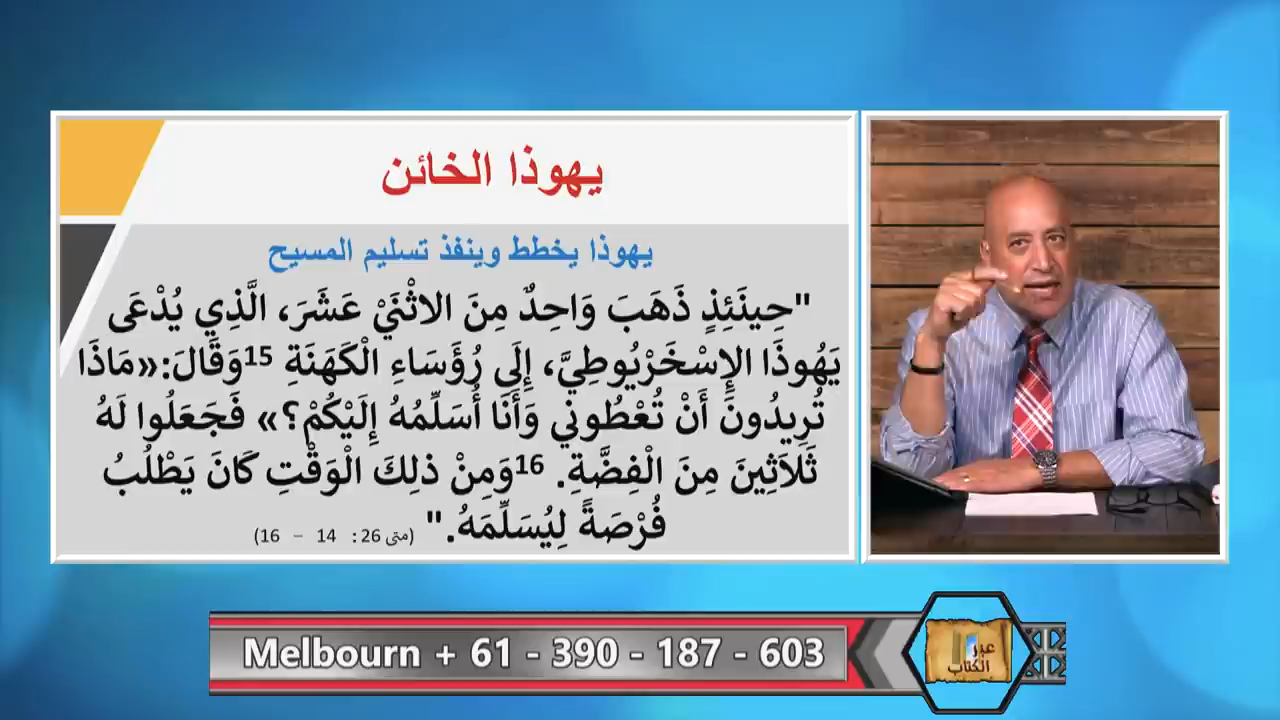 يهوذا الخائن
يهوذا يخطط وينفذ تسليم المسيح
"حِينَئِذٍ ذَهَبَ وَاحِدٌ مِنَ الاثْنَيْ عَشَرَ، الَّذِي يُدْعَى
يَهُوذَا الإِسْخَرْيُوطِيَّ، إِلَى رُؤَسَاءِ الْكَهَنَةِ 15وَقَالَ:«مَاذَا
تُرِيدُونَ أَنْ تُعْطُونِي وَأَنَا أُسَلِّمُهُ إِلَيْكُمْ؟» فَجَعَلُوا لَهُ
ثَلاَثِينَ مِنَ الْفِضَّةِ. 16وَمِنْ ذلِكَ الْوَقْتِ كَانَ يَطْلُبُ
فُرْصَةً لِيُسَلِّمَهُ." (متى 26: 14 – 16)
Melbourn + 61 - 390 - 187 - 603
عبر
الكتاب